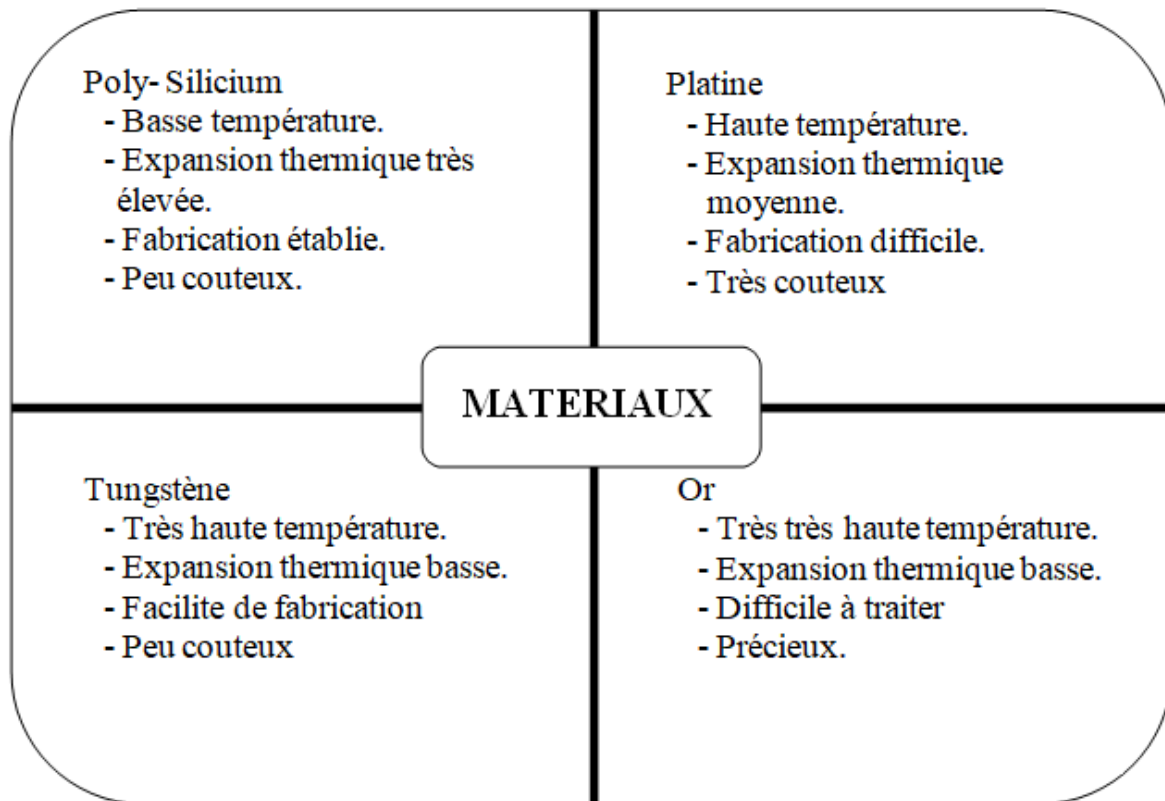 Poly- Silicium
- Basse température.
- Expansion thermique très
élevée.
- Fabrication établie.
- Peu couteux.
Platine
- Haute température.
- Expansion thermique
moyenne.
- Fabrication difficile.
- Très couteux
MATERIAUX
Tungstène
- Très haute température.
- Expansion thermique basse.
- Facilite de fabrication
- Peu couteux
Or
- Très très haute température.
- Expansion thermique basse.
- Difficile à traiter
- Précieux.